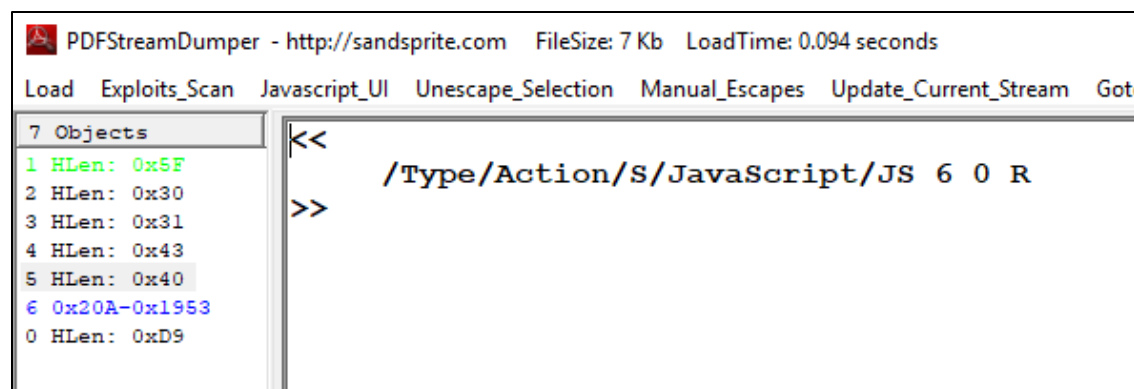 PDFStreamDumper - http://sandsprite.com FileSize: 7 Kb LoadTime: 0.094 seconds
Load Exploits_Scan Javascript_UI Unescape_Selection Manual_Escapes Update_Current_Stream
7 Objects
1 HLen: 0x5F
2 HLen: 0x30
3 HLen: 0x31
4 HLen: 0x43
5 HLen: 0x40
6 0x20A-0x1953
0 HLen: 0xD9
<<
/Type/Action/S/JavaScript/JS 6 0 R
>>